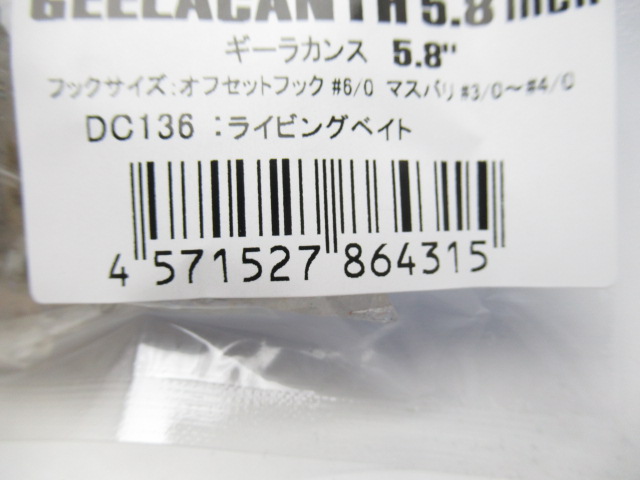 GEELACANTH 5.8 inch
ギーラカンス 5.8"
フックサイズ:オフセットフック #6/0 マスバリ #3/0～#4/0
DC136 :ライビングベイト
4 571527 864315